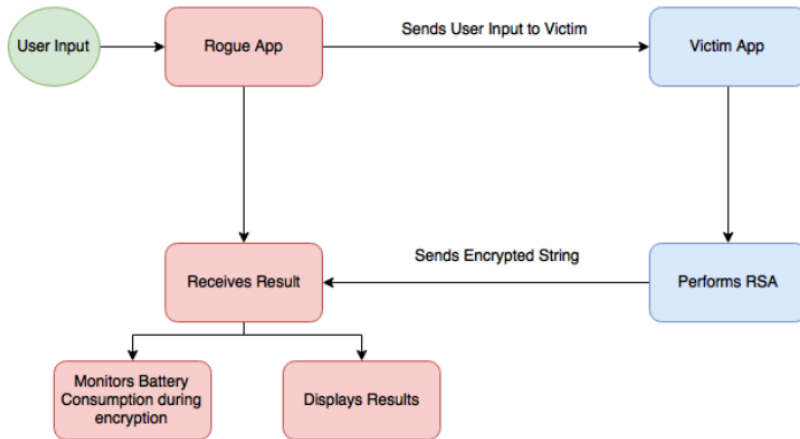 Sends User Input to Victim
User Input
Rogue App
Victim App
Sends Encrypted String
Receives Result
Performs RSA
Monitors Battery
Consumption during
encryption
Displays Results